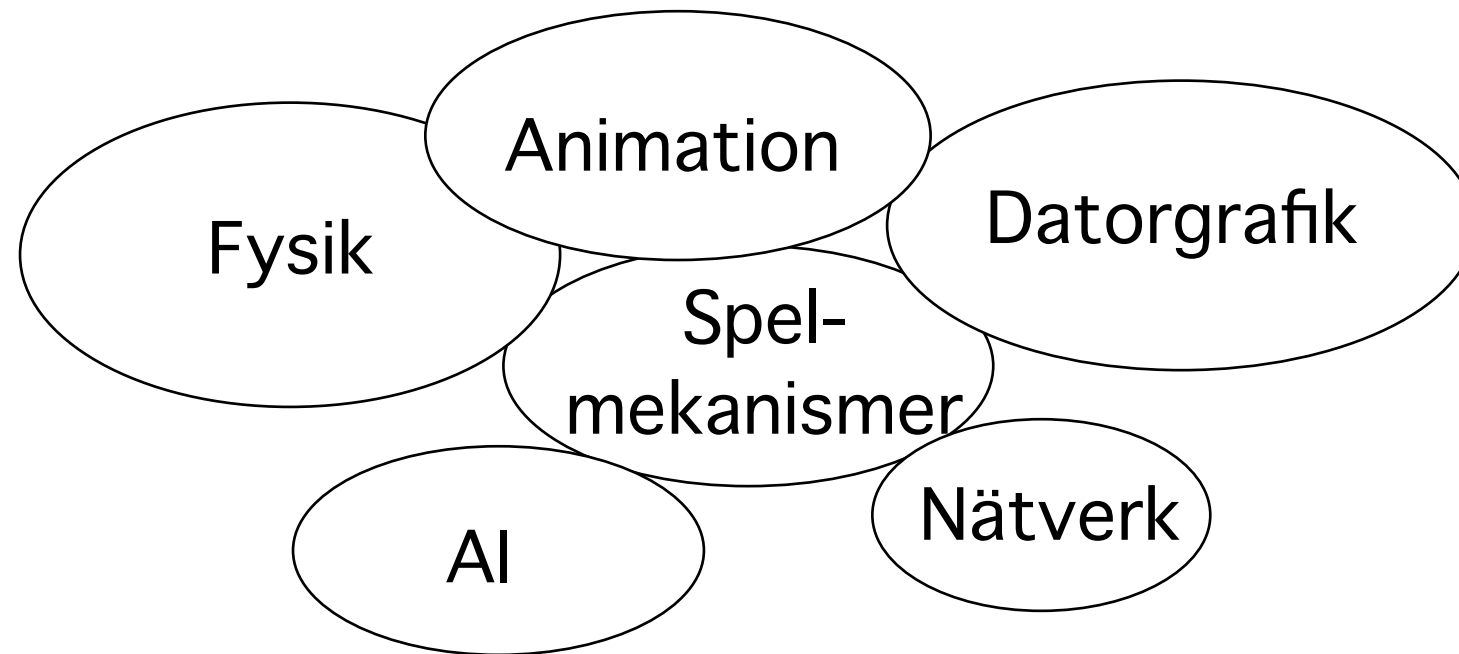 Animation
Fysik
Datorgrafik
Spel-
mekanismer
Nätverk
AI